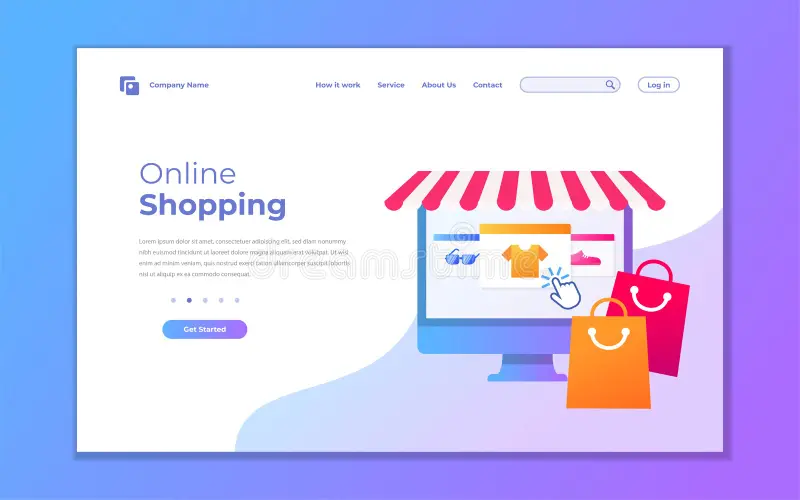 Company Name
How it work
Service
About Us
Contact
Log in
Online
Shopping
Lorem ipsum dolor sit amet, consectetuer adipiscing elit, sed diam nonummy nibh
euismod tincidunt ut laoreet dolore magna aliquam erat volutpat. Ut wisi enim ad
minim veniam, quis nostrud exerci tation ullamcorper suscipit lobortis nisl ut aliquip
ex ea commodo consequat.
Get Started
dreamstime